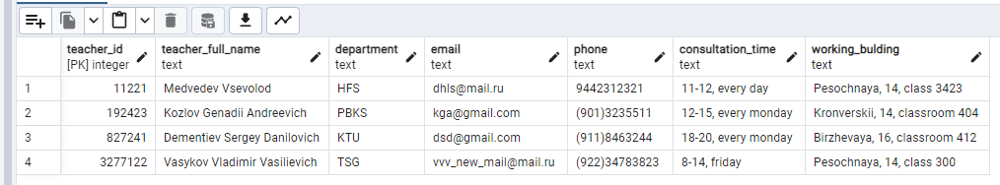 teacher_id teacher_full_name department email phone consultation_time working_bulding
[PK] integer text text text text text text
1 11221 Medvedev Vsevolod HFS dhls@mail.ru 9442312321 11-12, every day Pesochnaya, 14, class 3423
2 192423 Kozlov Genadii Andreevich PBKS kga@gmail.com (901)3235511 12-15, every monday Kronverskii, 14, classroom 404
3 827241 Dementiev Sergey Danilovich KTU dsd@gmail.com (911)8463244 18-20, every monday Birzhevaya, 16, classroom 412
4 3277122 Vasykov Vladimir Vasilievich TSG vvv_new_mail@mail.ru (922)34783823 8-14, friday Pesochnaya, 14, class 300